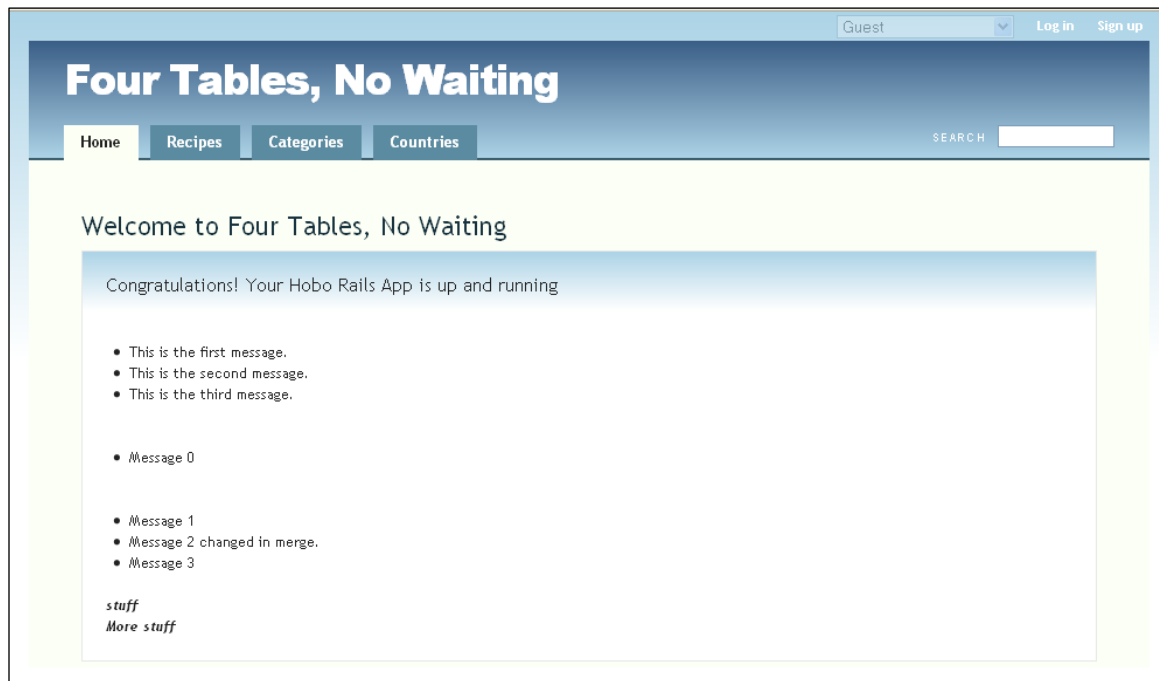 Guest
Log in Sign up
Four Tables, No Waiting
Home Recipes Categories Countries
SEARCH
Welcome to Four Tables, No Waiting
Congratulations! Your Hobo Rails App is up and running
• This is the first message.
• This is the second message.
• This is the third message.
• Message 0
• Message 1
• Message 2 changed in merge.
• Message 3
stuff
More stuff